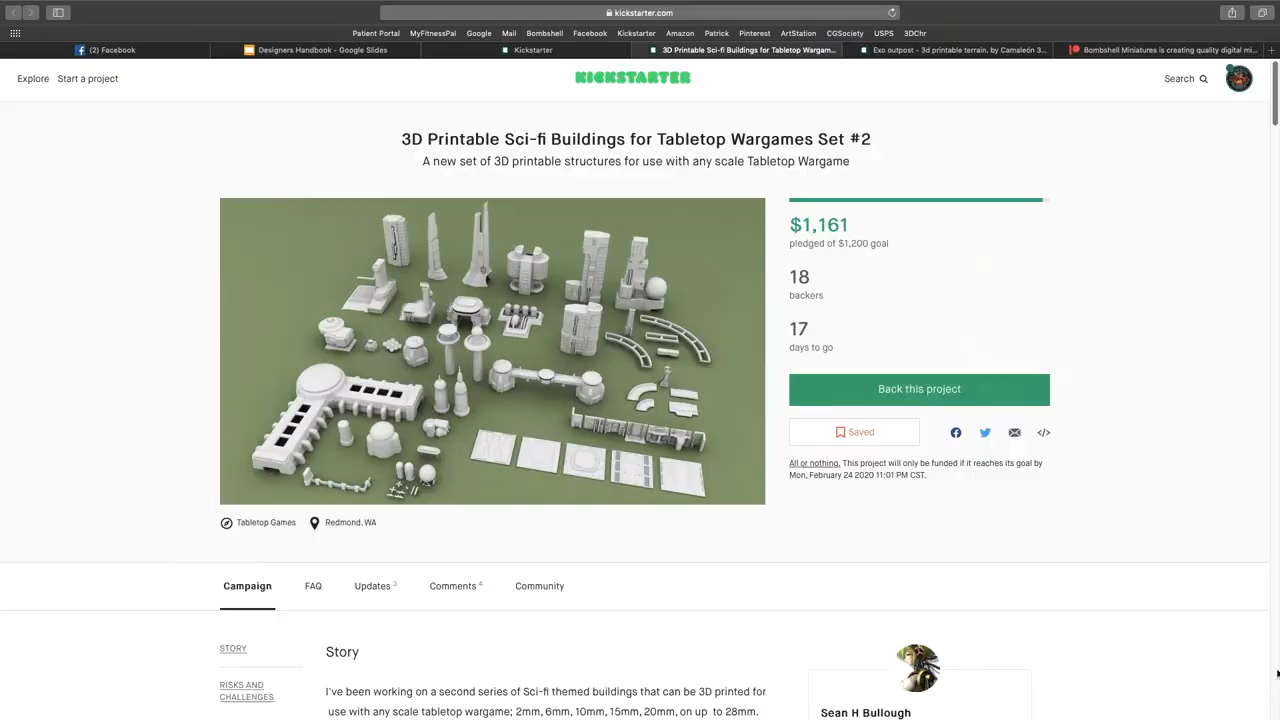 kickstarter.com
Patient Portal MyFitnessPal Google Mail Bombshell Facebook Kickstarter Amazon Patrick Pinterest ArtStation CGSociety USPS 3DChr
(2) Facebook
Designers Handbook - Google Slides
Kickstarter
3D Printable Sci-fi Buildings for Tabletop Wargam...
Exo outpost - 3d printable terrain. by Camaleón 3...
Bombshell Miniatures is creating quality digital mi...
Explore Start a project
KICKSTARTER
Search
3D Printable Sci-fi Buildings for Tabletop Wargames Set #2
A new set of 3D printable structures for use with any scale Tabletop Wargame
$1,161
pledged of $1,200 goal
18
backers
17
days to go
Back this project
Saved
All or nothing. This project will only be funded if it reaches its goal by
Mon, February 24 2020 11:01 PM CST.
Tabletop Games Redmond, WA
Campaign FAQ Updates 3 Comments 4 Community
STORY
RISKS AND
CHALLENGES
Story
I've been working on a second series of Sci-fi themed buildings that can be 3D printed for
use with any scale tabletop wargame; 2mm, 6mm, 10mm, 15mm, 20mm, on up to 28mm.
Sean H Bullough